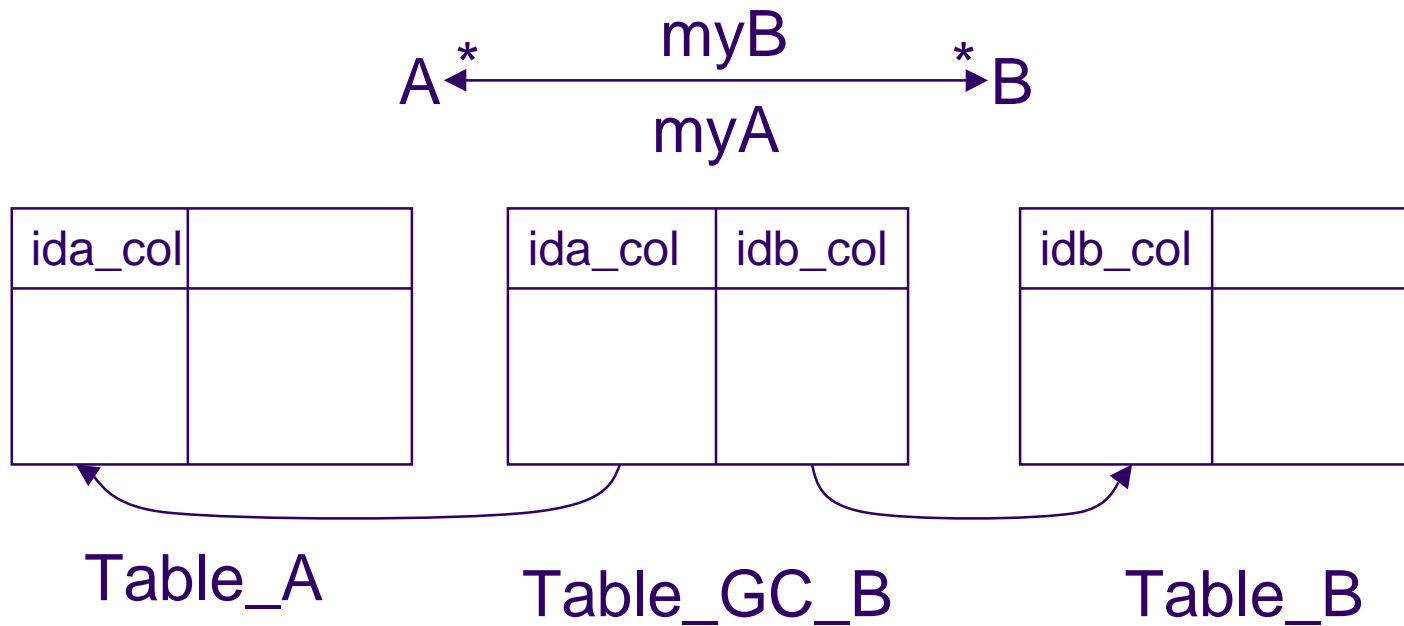 myB
A * * B
myA
ida_col ida_col idb_col idb_col
Table_A Table_GC_B Table_B